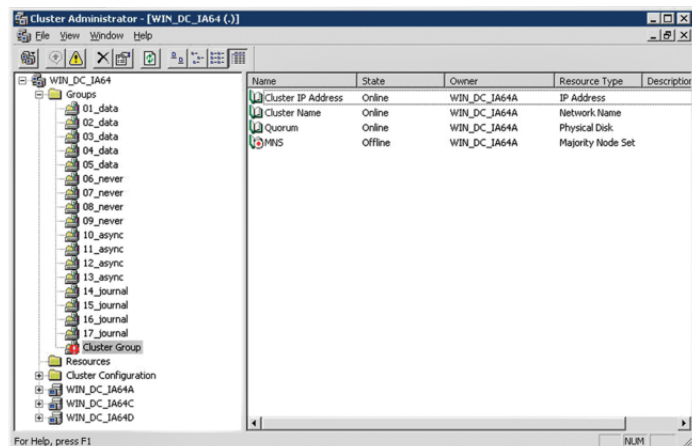 Cluster Administrator - [WIN_DC_IA64 (.)]
File View Window Help
WIN_DC_IA64
Groups
01_data
02_data
03_data
04_data
05_data
06_never
07_never
08_never
09_never
10_async
11_async
12_async
13_async
14_journal
15_journal
16_journal
17_journal
Cluster Group
Resources
Cluster Configuration
WIN_DC_IA64A
WIN_DC_IA64C
WIN_DC_IA64D
Name State Owner Resource Type Description
Cluster IP Address Online WIN_DC_IA64A IP Address
Cluster Name Online WIN_DC_IA64A Network Name
Quorum Online WIN_DC_IA64A Physical Disk
MNS Offline WIN_DC_IA64A Majority Node Set
For Help, press F1
NUM